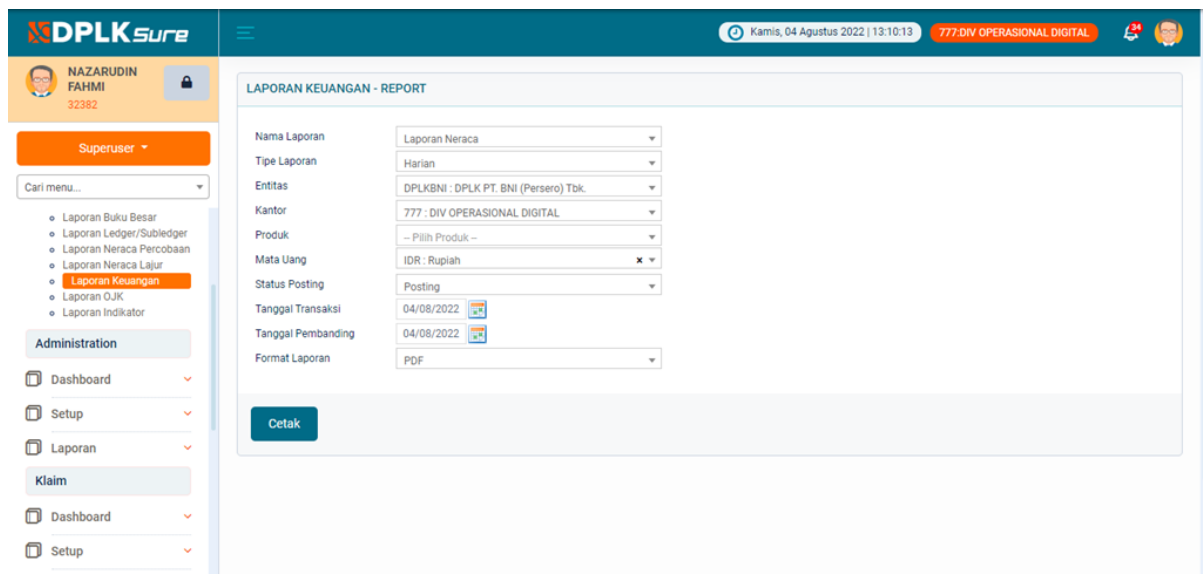 DPLKSure
Kamis, 04 Agustus 2022 | 13:10:13
777:DIV OPERASIONAL DIGITAL
34
NAZARUDIN
FAHMI
32382
Superuser
Cari menu...
Laporan Buku Besar
Laporan Ledger/Subledger
Laporan Neraca Percobaan
Laporan Neraca Lajur
Laporan Keuangan
Laporan OJK
Laporan Indikator
Administration
Dashboard
Setup
Laporan
Klaim
Dashboard
Setup
LAPORAN KEUANGAN - REPORT
Nama Laporan Laporan Neraca
Tipe Laporan Harian
Entitas DPLKBNI : DPLK PT. BNI (Persero) Tbk.
Kantor 777 : DIV OPERASIONAL DIGITAL
Produk -- Pilih Produk --
Mata Uang IDR : Rupiah x
Status Posting Posting
Tanggal Transaksi 04/08/2022
Tanggal Pembanding 04/08/2022
Format Laporan PDF
Cetak